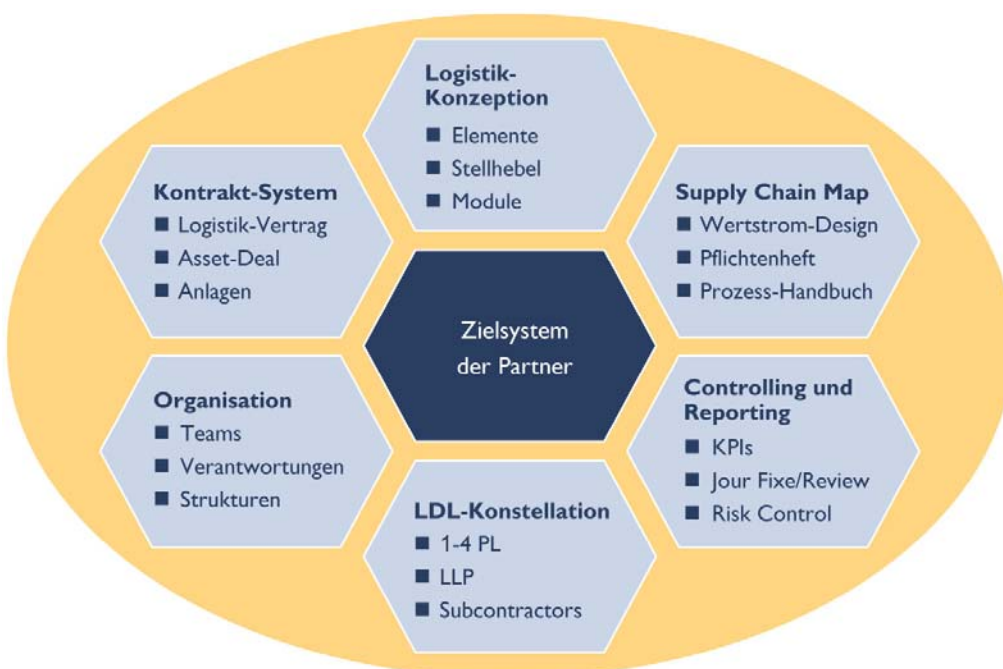 Logistik-
Konzeption
■ Elemente
■ Stellhebel
■ Module
Kontrakt-System
■ Logistik-Vertrag
■ Asset-Deal
■ Anlagen
Supply Chain Map
■ Wertstrom-Design
■ Pflichtenheft
■ Prozess-Handbuch
Zielsystem
der Partner
Organisation
■ Teams
■ Verantwortungen
■ Strukturen
Controlling und
Reporting
■ KPIs
■ Jour Fixe/Review
■ Risk Control
LDL-Konstellation
■ 1-4 PL
■ LLP
■ Subcontractors